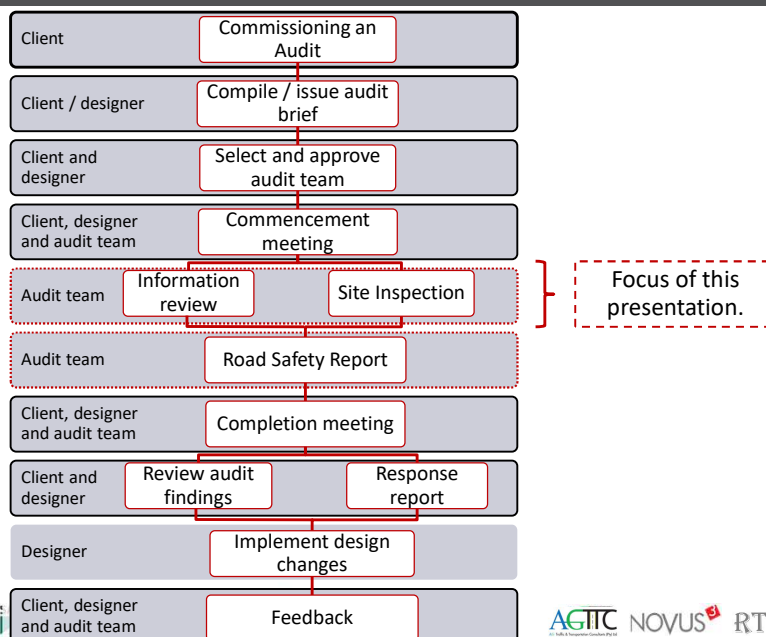 Client
Commissioning an
Audit
Client / designer
Compile / issue audit
brief
Client and
designer
Select and approve
audit team
Client, designer
and audit team
Commencement
meeting
Audit team
Information
review
Site Inspection
Focus of this
presentation.
Audit team
Road Safety Report
Client, designer
and audit team
Completion meeting
Client and
designer
Review audit
findings
Response
report
Designer
Implement design
changes
Client, designer
and audit team
Feedback
NOVUS3